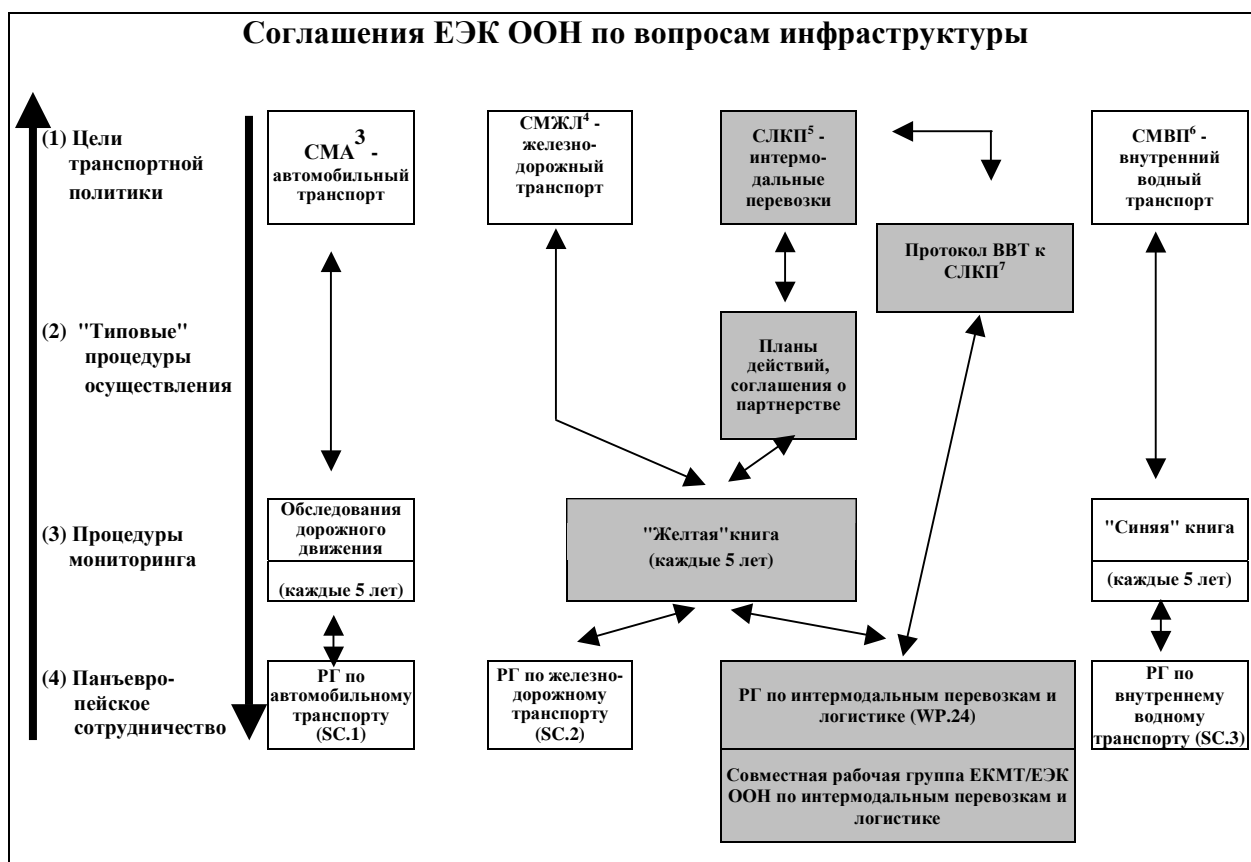 Соглашения ЕЭК ООН по вопросам инфраструктуры
(1) Цели
транспортной
политики
СМА3 -
автомобильный
транспорт
СМЖЛ4 -
железно-
дорожный
транспорт
СЛКП5 -
интермо-
дальные
перевозки
СМВП6 -
внутренний
водный
транспорт
Протокол ВВТ к
СЛКП7
(2) "Типовые"
процедуры
осуществления
Планы
действий,
соглашения о
партнерстве
(3) Процедуры
мониторинга
Обследования
дорожного
движения
(каждые 5 лет)
"Желтая"книга
(каждые 5 лет)
"Синяя" книга
(каждые 5 лет)
(4) Панъевро-
пейское
сотрудничество
РГ по
автомобильному
транспорту
(SC.1)
РГ по железно-
дорожному
транспорту
(SC.2)
РГ по интермодальным перевозкам и
логистике (WP.24)
Совместная рабочая группа ЕКМТ/ЕЭК
ООН по интермодальным перевозкам и
логистике
РГ по
внутреннему
водному
транспорту (SC.3)